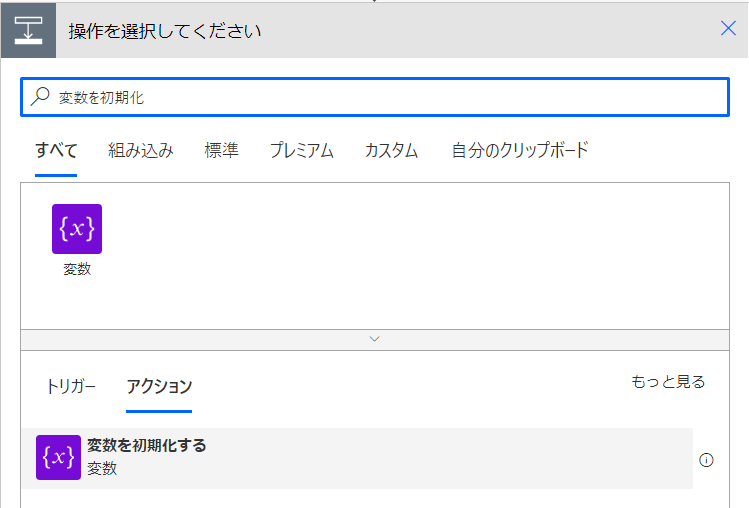 操作を選択してください
変数を初期化
すべて 組み込み 標準 プレミアム カスタム 自分のクリップボード
{x}
変数
トリガー アクション もっと見る
{x} 変数を初期化する
変数